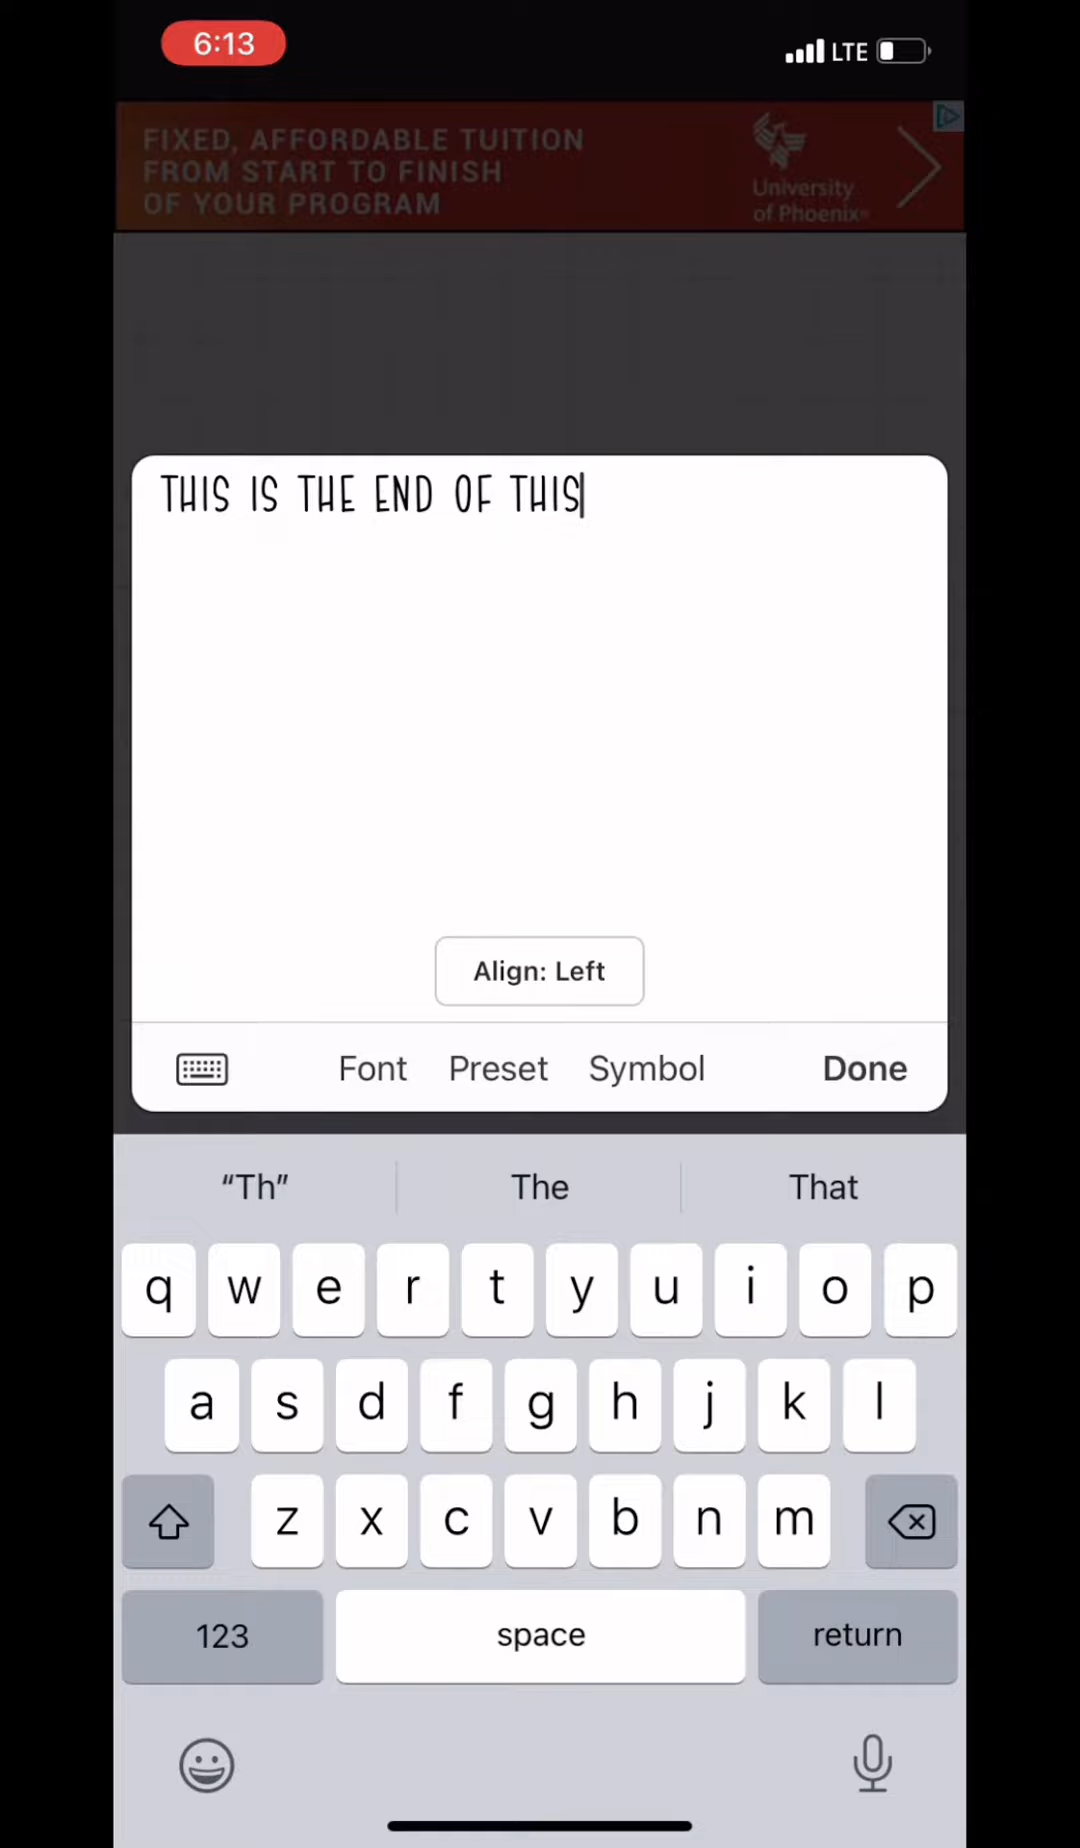 6:13
LTE
FIXED, AFFORDABLE TUITION
FROM START TO FINISH
OF YOUR PROGRAM
University
of Phoenix®
THIS IS THE END OF THIS
Align: Left
Font Preset Symbol Done
“Th” The That
q w e r t y u i o p
a s d f g h j k l
z x c v b n m
123 space return